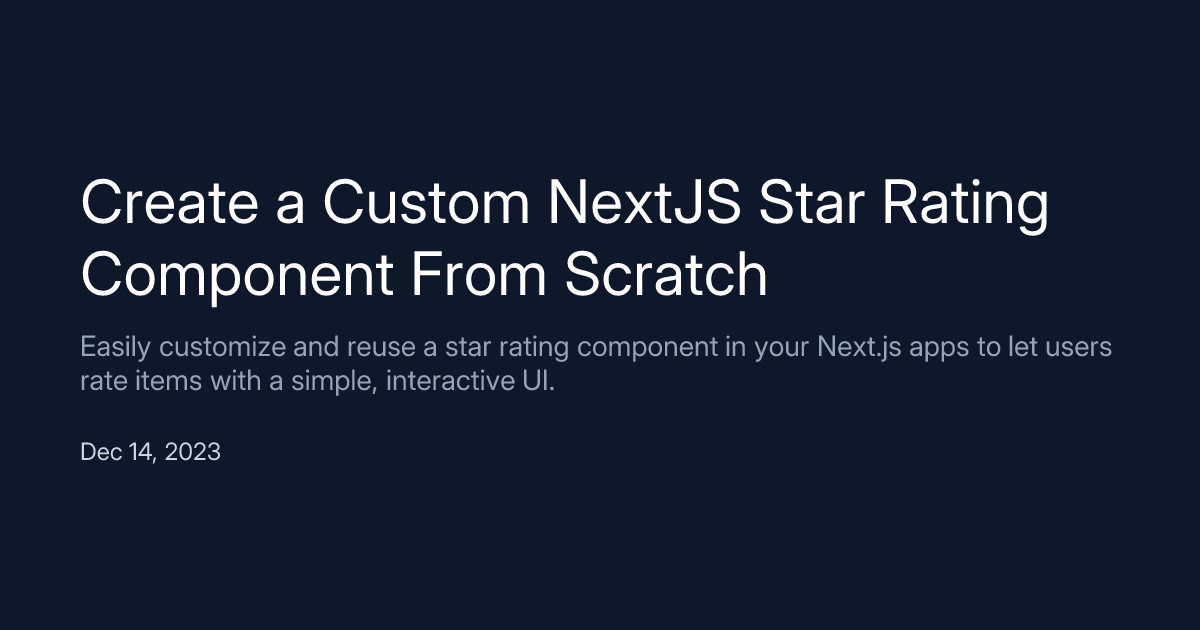 Create a Custom NextJS Star Rating
Component From Scratch
Easily customize and reuse a star rating component in your Next.js apps to let users
rate items with a simple, interactive UI.
Dec 14, 2023